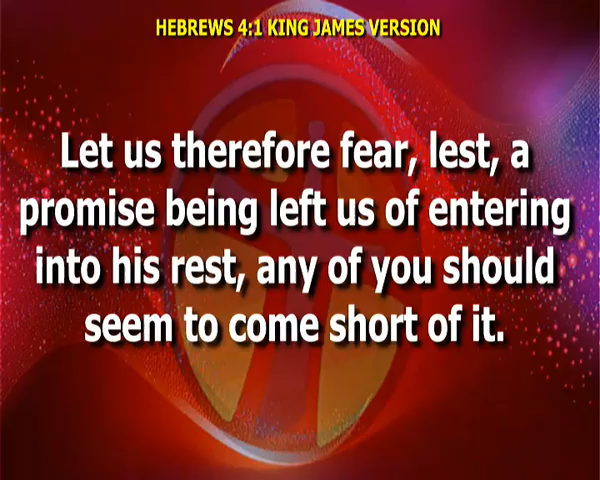 HEBREWS 4:1 KING JAMES VERSION
Let us therefore fear, lest, a
promise being left us of entering
into his rest, any of you should
seem to come short of it.